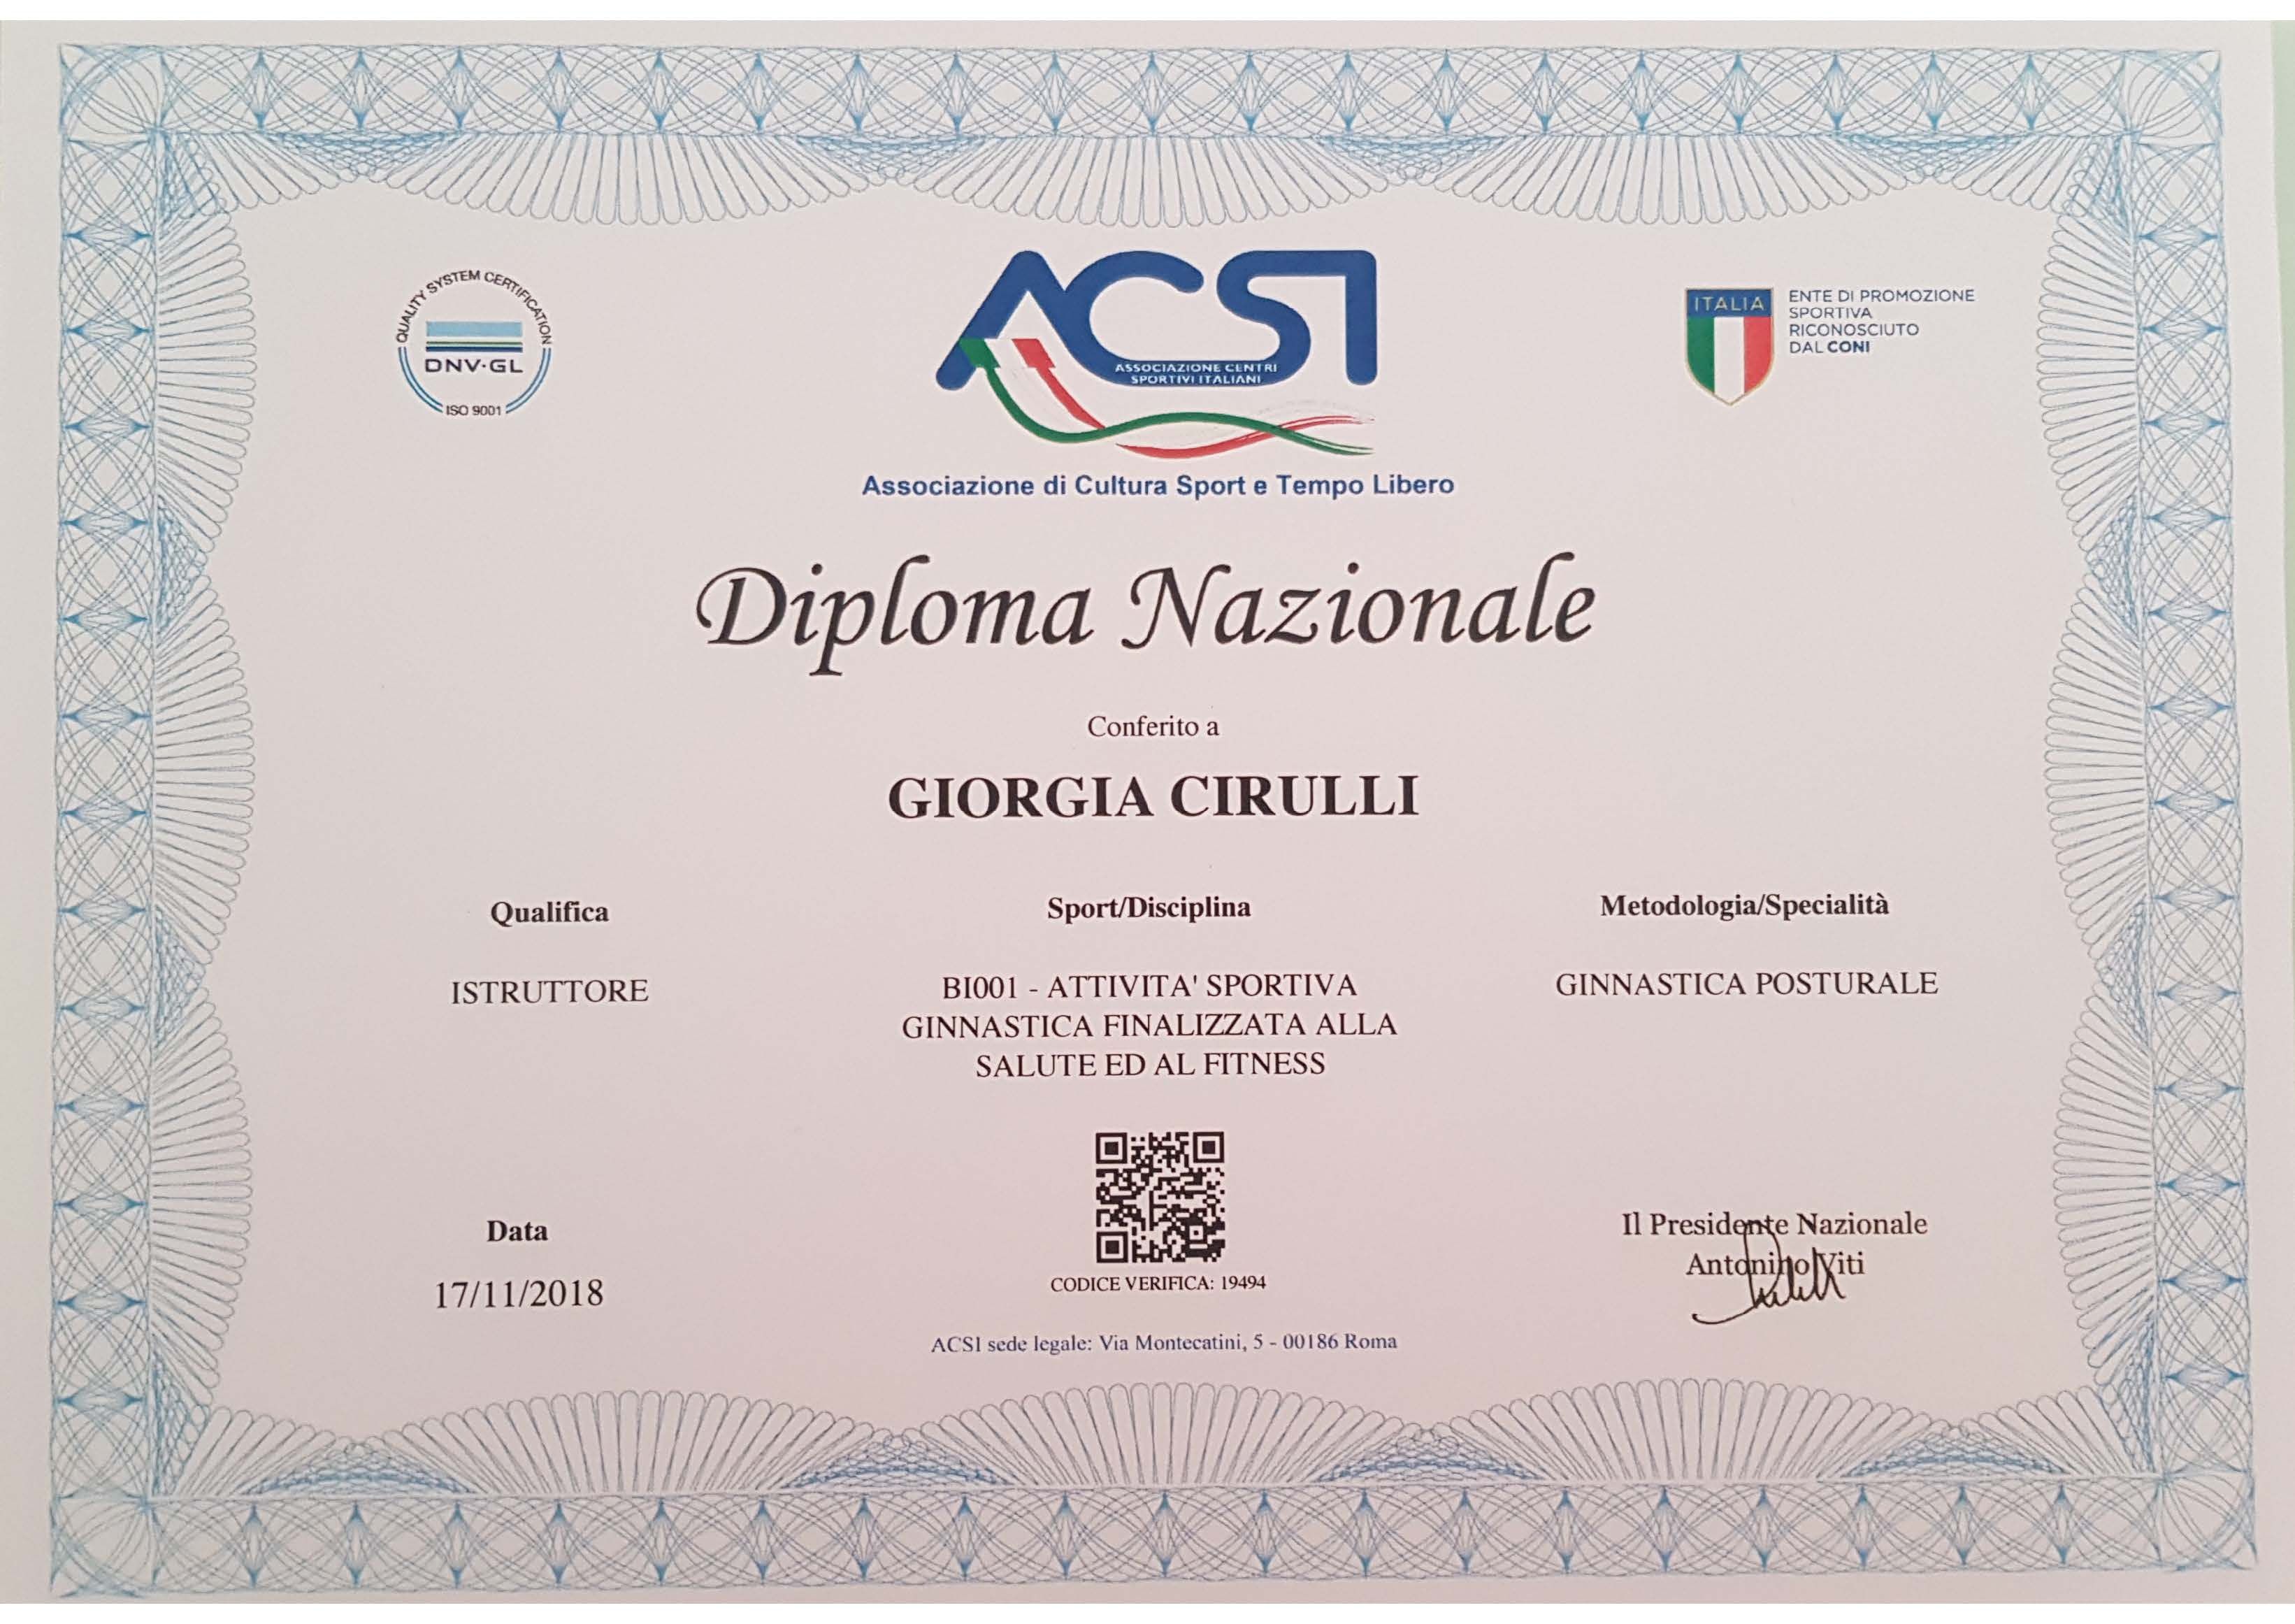 QUALITY SYSTEM CERTIFICATION
DNV·GL
ISO 9001
ACSI
ASSOCIAZIONE CENTRI
SPORTIVI ITALIANI
Associazione di Cultura Sport e Tempo Libero
ITALIA
ENTE DI PROMOZIONE
SPORTIVA
RICONOSCIUTO
DAL CONI
Diploma Nazionale
Conferito a
GIORGIA CIRULLI
Qualifica
ISTRUTTORE
Sport/Disciplina
BI001 - ATTIVITA' SPORTIVA
GINNASTICA FINALIZZATA ALLA
SALUTE ED AL FITNESS
Metodologia/Specialità
GINNASTICA POSTURALE
Data
17/11/2018
CODICE VERIFICA: 19494
Il Presidente Nazionale
Antonino Viti
ACSI sede legale: Via Montecatini, 5 - 00186 Roma